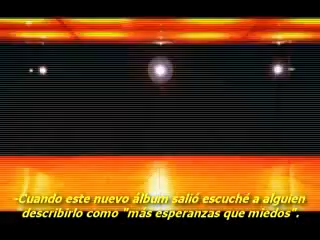 -Cuando este nuevo álbum salió escuché a alguien
describirlo como "más esperanzas que miedos".